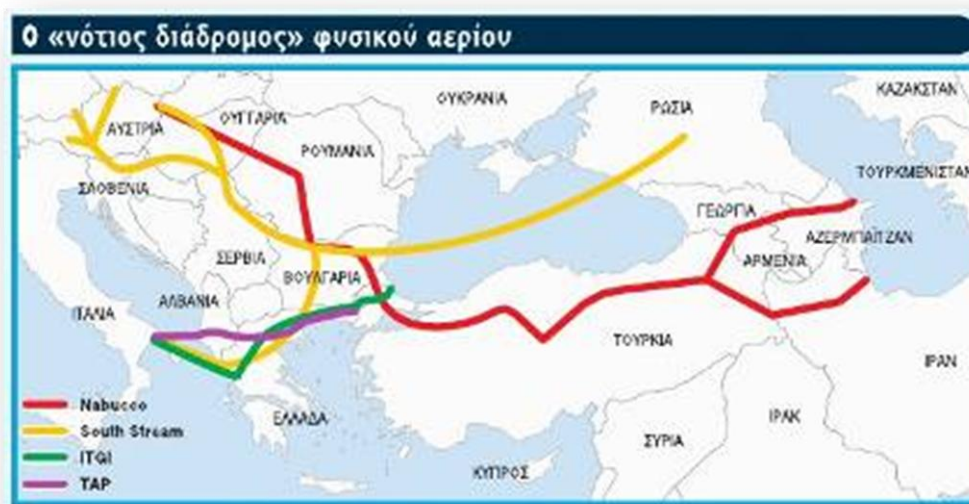 Ο «νότιος διάδρομος» φυσικού αερίου
ΚΑΖΑΚΣΤΑΝ
ΟΥΚΡΑΝΙΑ
ΡΩΣΙΑ
ΟΥΓΓΑΡΙΑ
ΑΥΣΤΡΙΑ
ΡΟΥΜΑΝΙΑ
ΤΟΥΡΚΜΕΝΙΣΤΑΝ
ΣΛΟΒΕΝΙΑ
ΓΕΩΡΓΙΑ
ΑΖΕΡΜΠΑΪΤΖΑΝ
ΣΕΡΒΙΑ
ΑΡΜΕΝΙΑ
ΒΟΥΛΓΑΡΙΑ
ΑΛΒΑΝΙΑ
ΙΤΑΛΙΑ
ΤΟΥΡΚΙΑ
ΙΡΑΝ
Nabucco
ΕΛΛΑΔΑ
ΙΡΑΚ
South Stream
ΣΥΡΙΑ
ITGI
ΚΥΠΡΟΣ
TAP